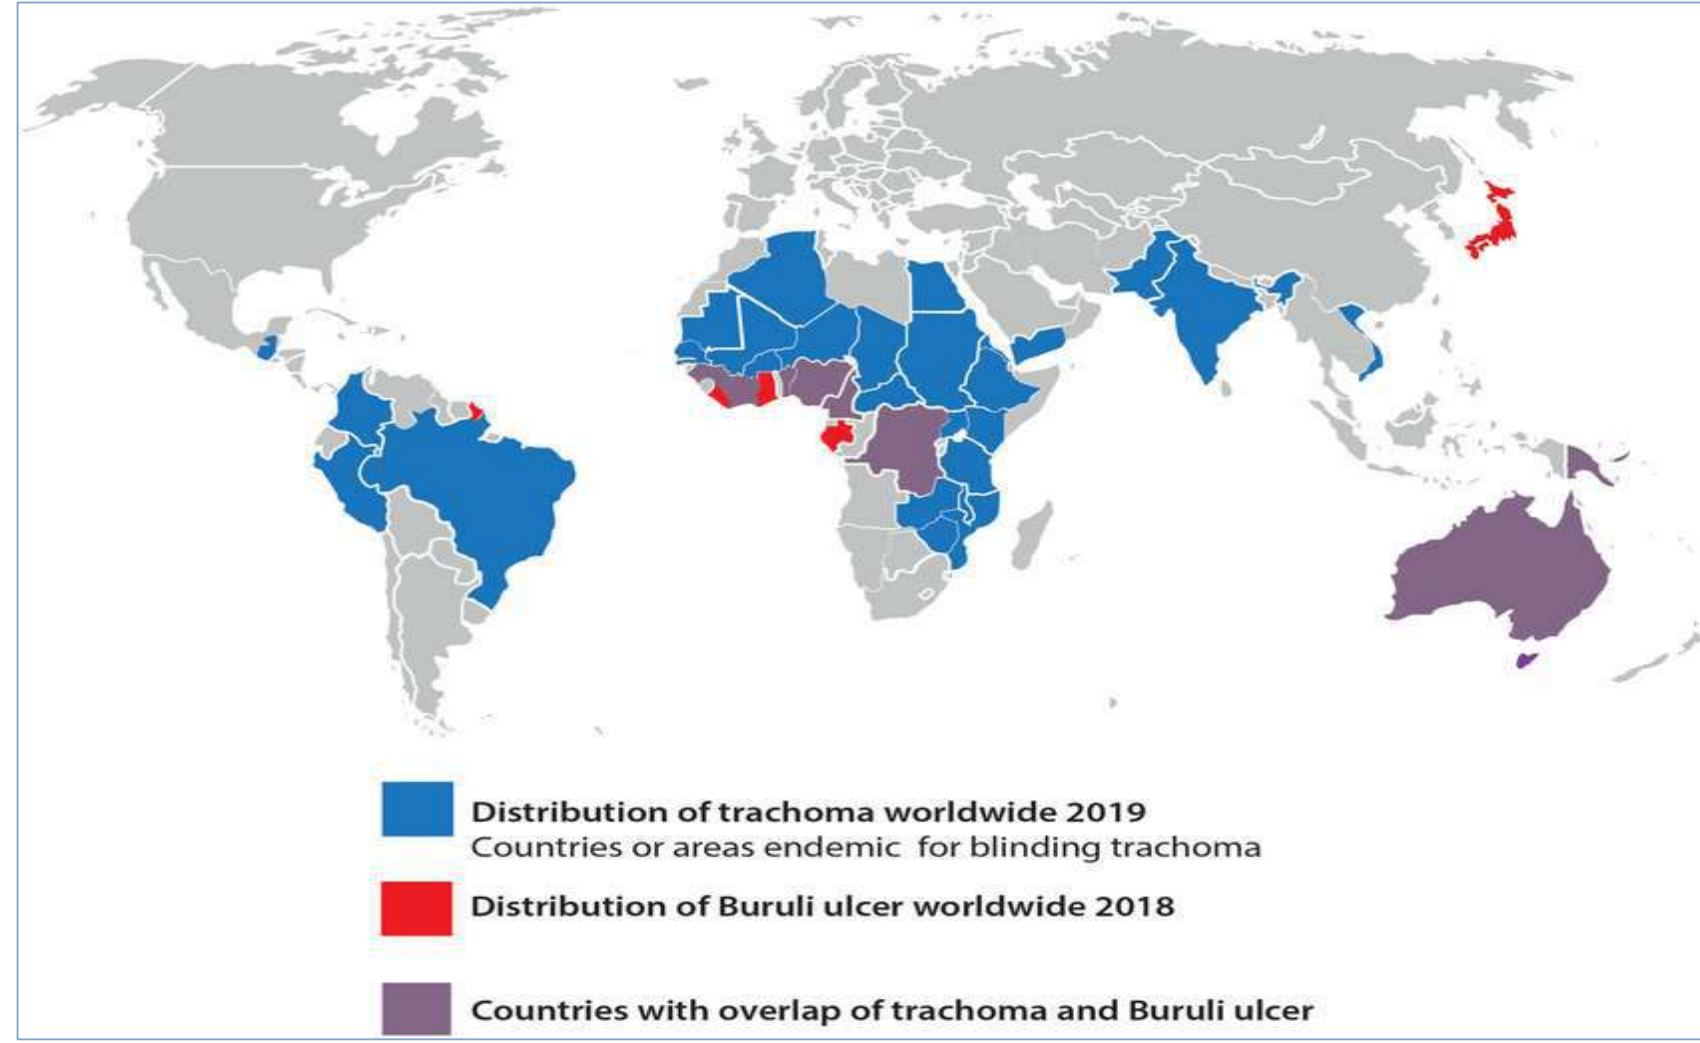 Distribution of trachoma worldwide 2019
Countries or areas endemic for blinding trachoma
Distribution of Buruli ulcer worldwide 2018
Countries with overlap of trachoma and Buruli ulcer